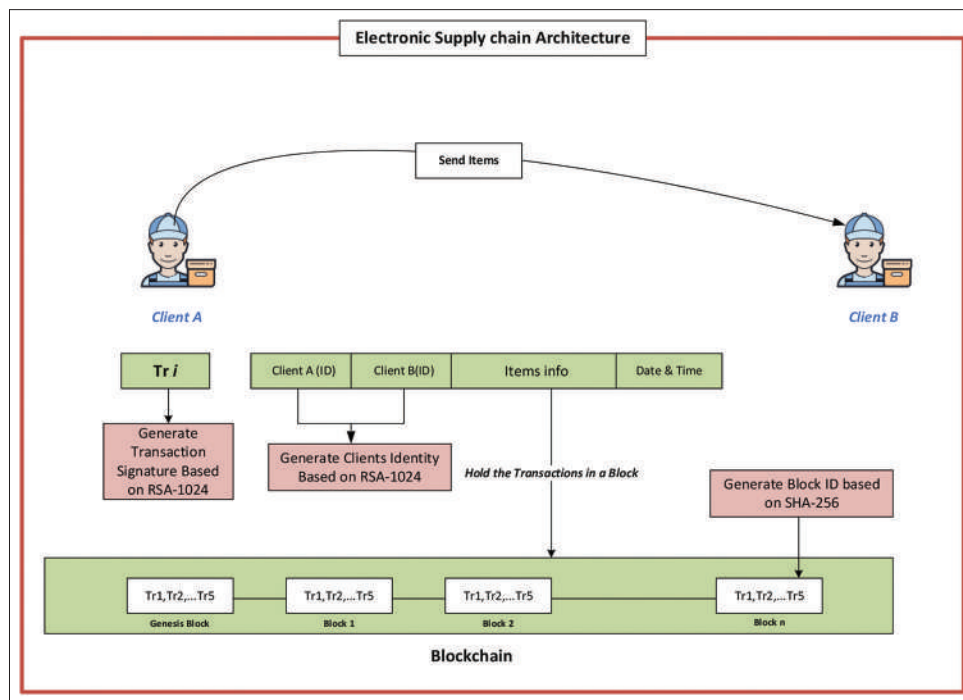 Electronic Supply chain Architecture
Send Items
Client A
Client B
Tr i
Client A (ID)
Client B(ID)
Items info
Date & Time
Generate
Transaction
Signature Based
on RSA-1024
Generate Clients Identity
Based on RSA-1024
Hold the Transactions in a Block
Generate Block ID based
on SHA-256
Tr1,Tr2,...Tr5
Tr1,Tr2,...Tr5
Tr1,Tr2,...Tr5
Tr1,Tr2,...Tr5
Genesis Block
Block 1
Block 2
Block n
Blockchain